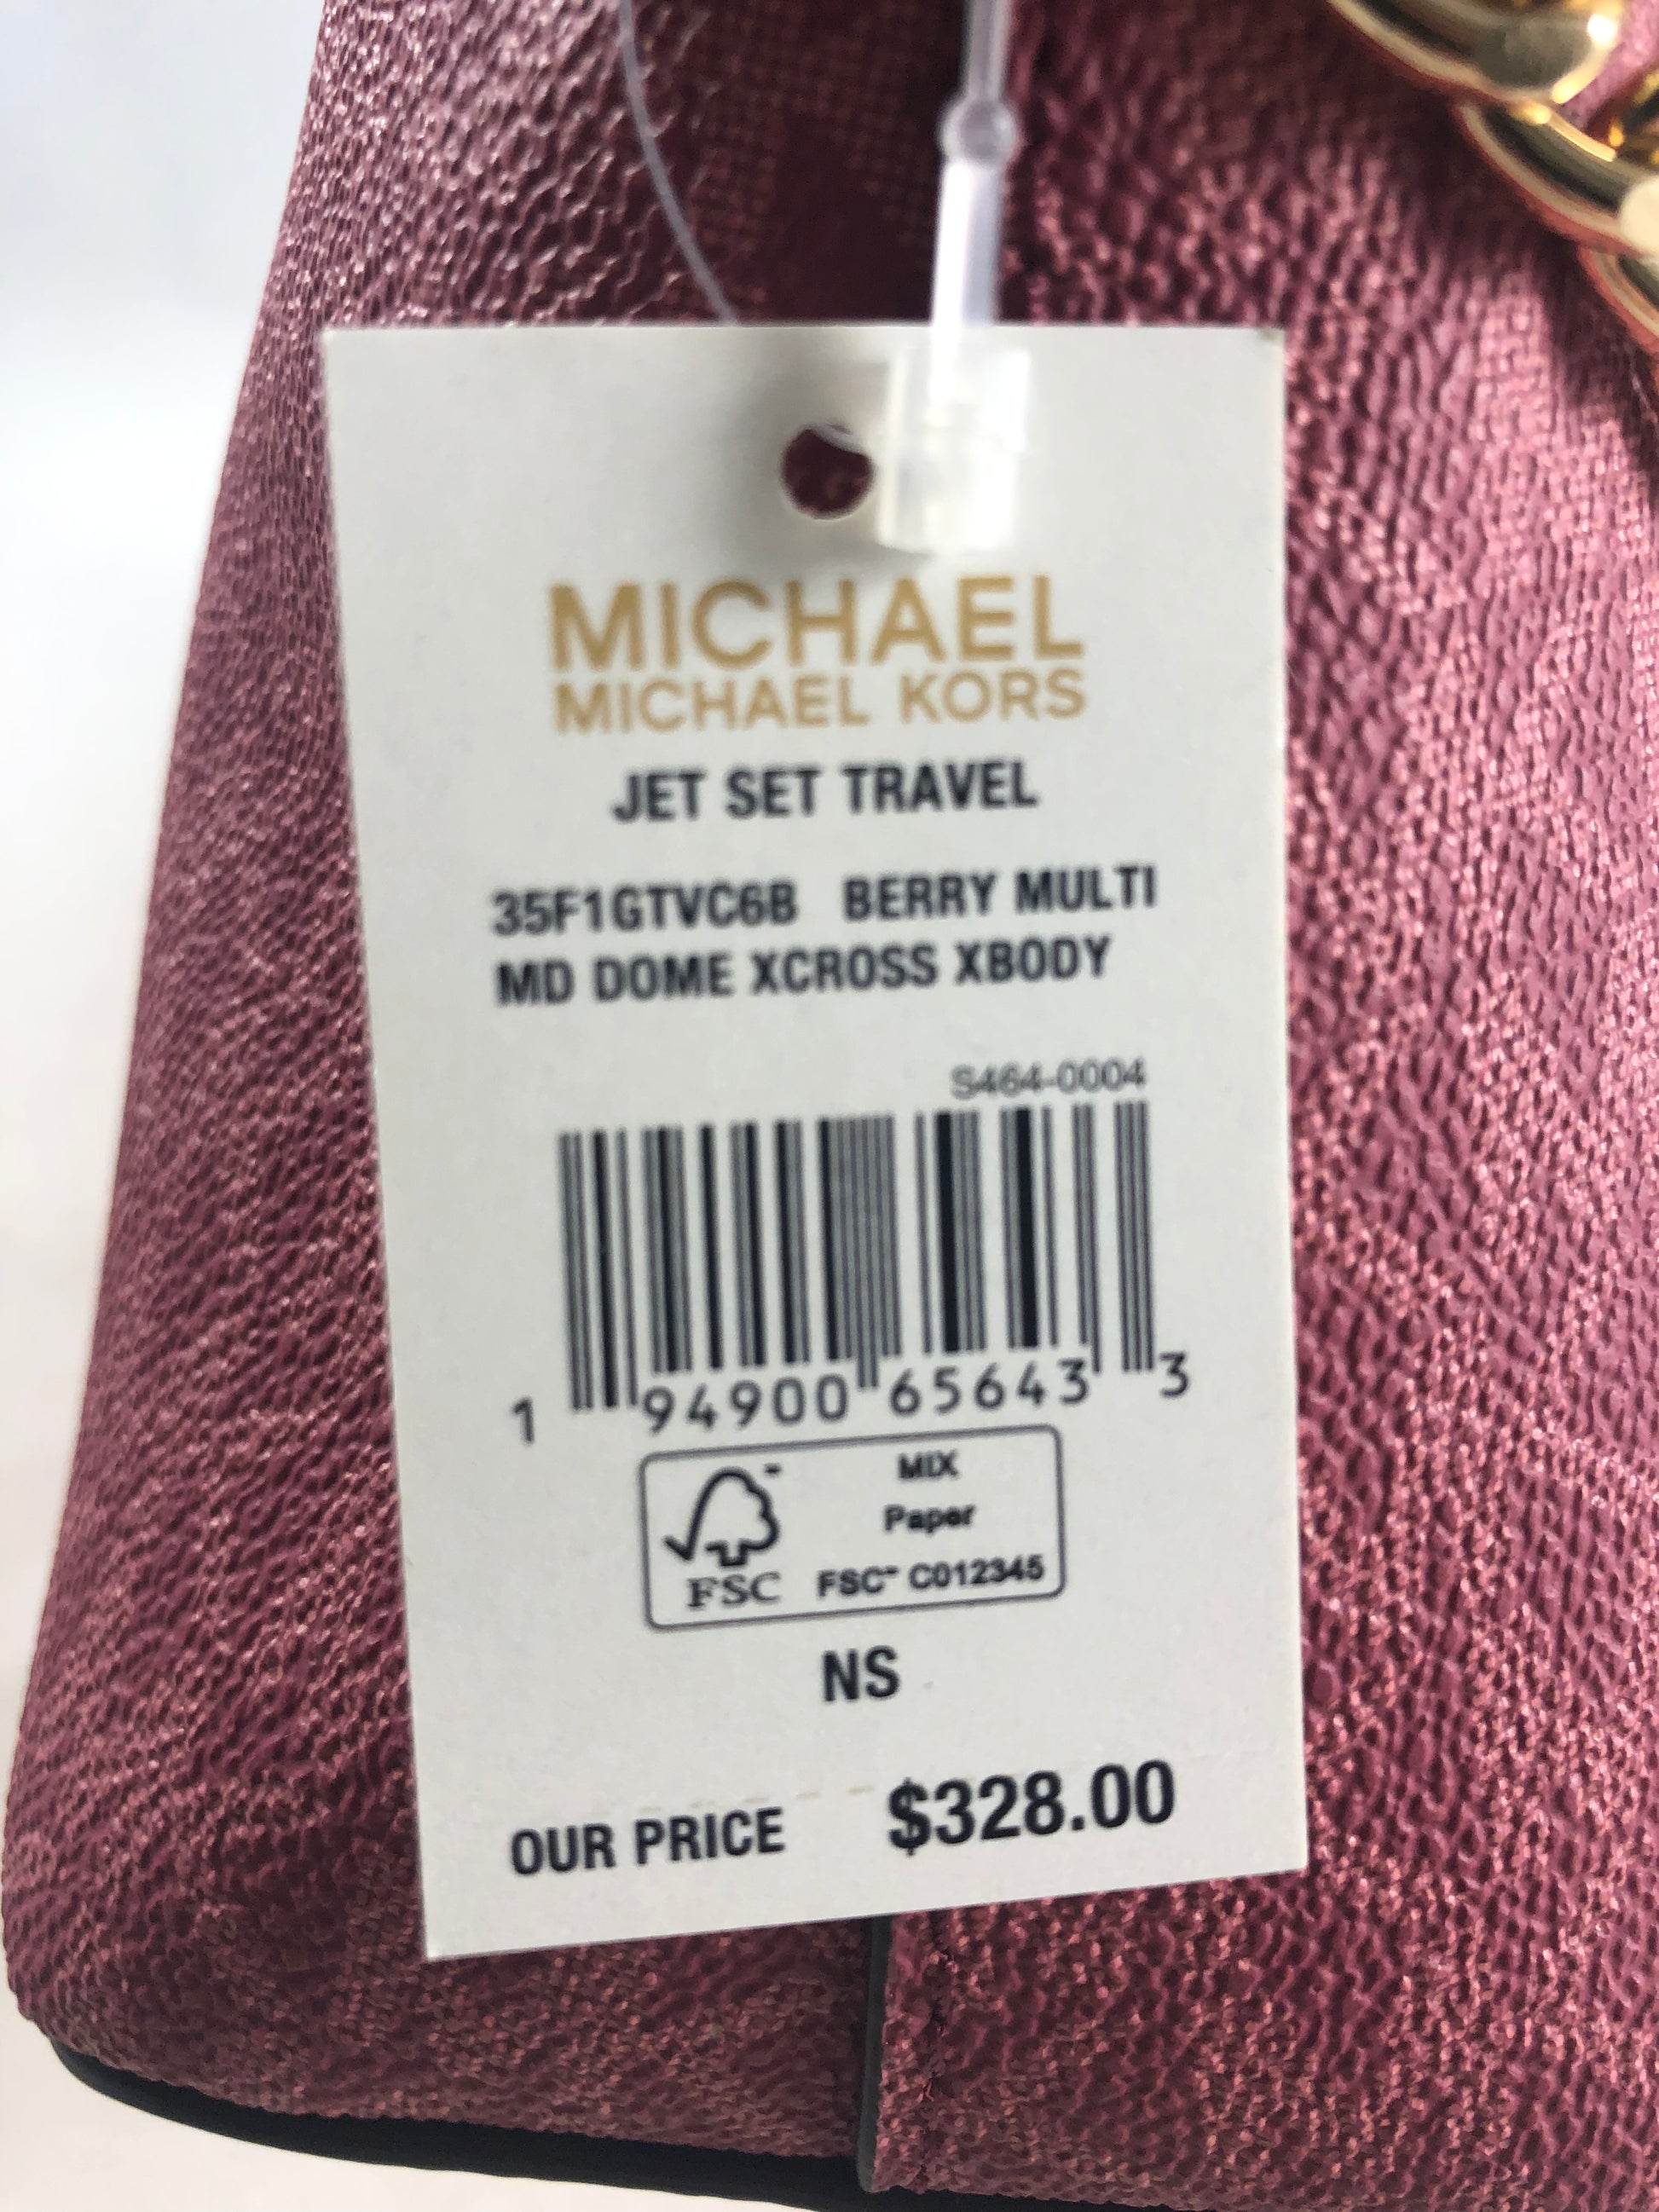 MICHAEL
MICHAEL KORS
JET SET TRAVEL
35F1GTVC6B BERRY MULTI
MD DOME XCROSS XBODY
S464-0004
1 94900 65643 3
MIX
Paper
FSC™ C012345
FSC
NS
OUR PRICE $328.00